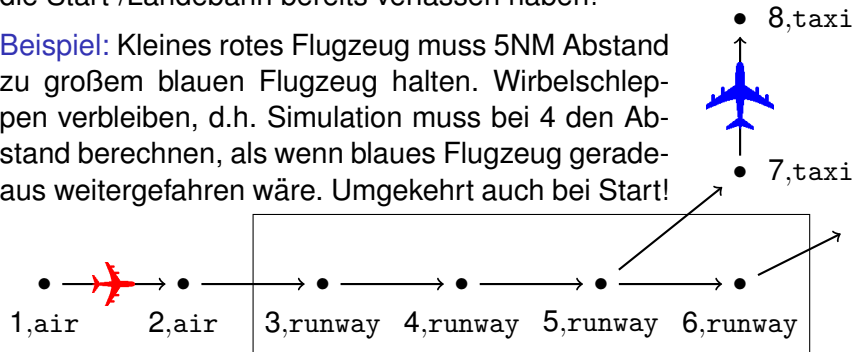 die Start-/Landebahn bereits verlassen haben!
Beispiel: Kleines rotes Flugzeug muss 5NM Abstand
zu großem blauen Flugzeug halten. Wirbelschlep-
pen verbleiben, d.h. Simulation muss bei 4 den Ab-
stand berechnen, als wenn blaues Flugzeug gerade-
aus weitergefahren wäre. Umgekehrt auch bei Start!
8,taxi
7,taxi
1,air 2,air 3,runway 4,runway 5,runway 6,runway